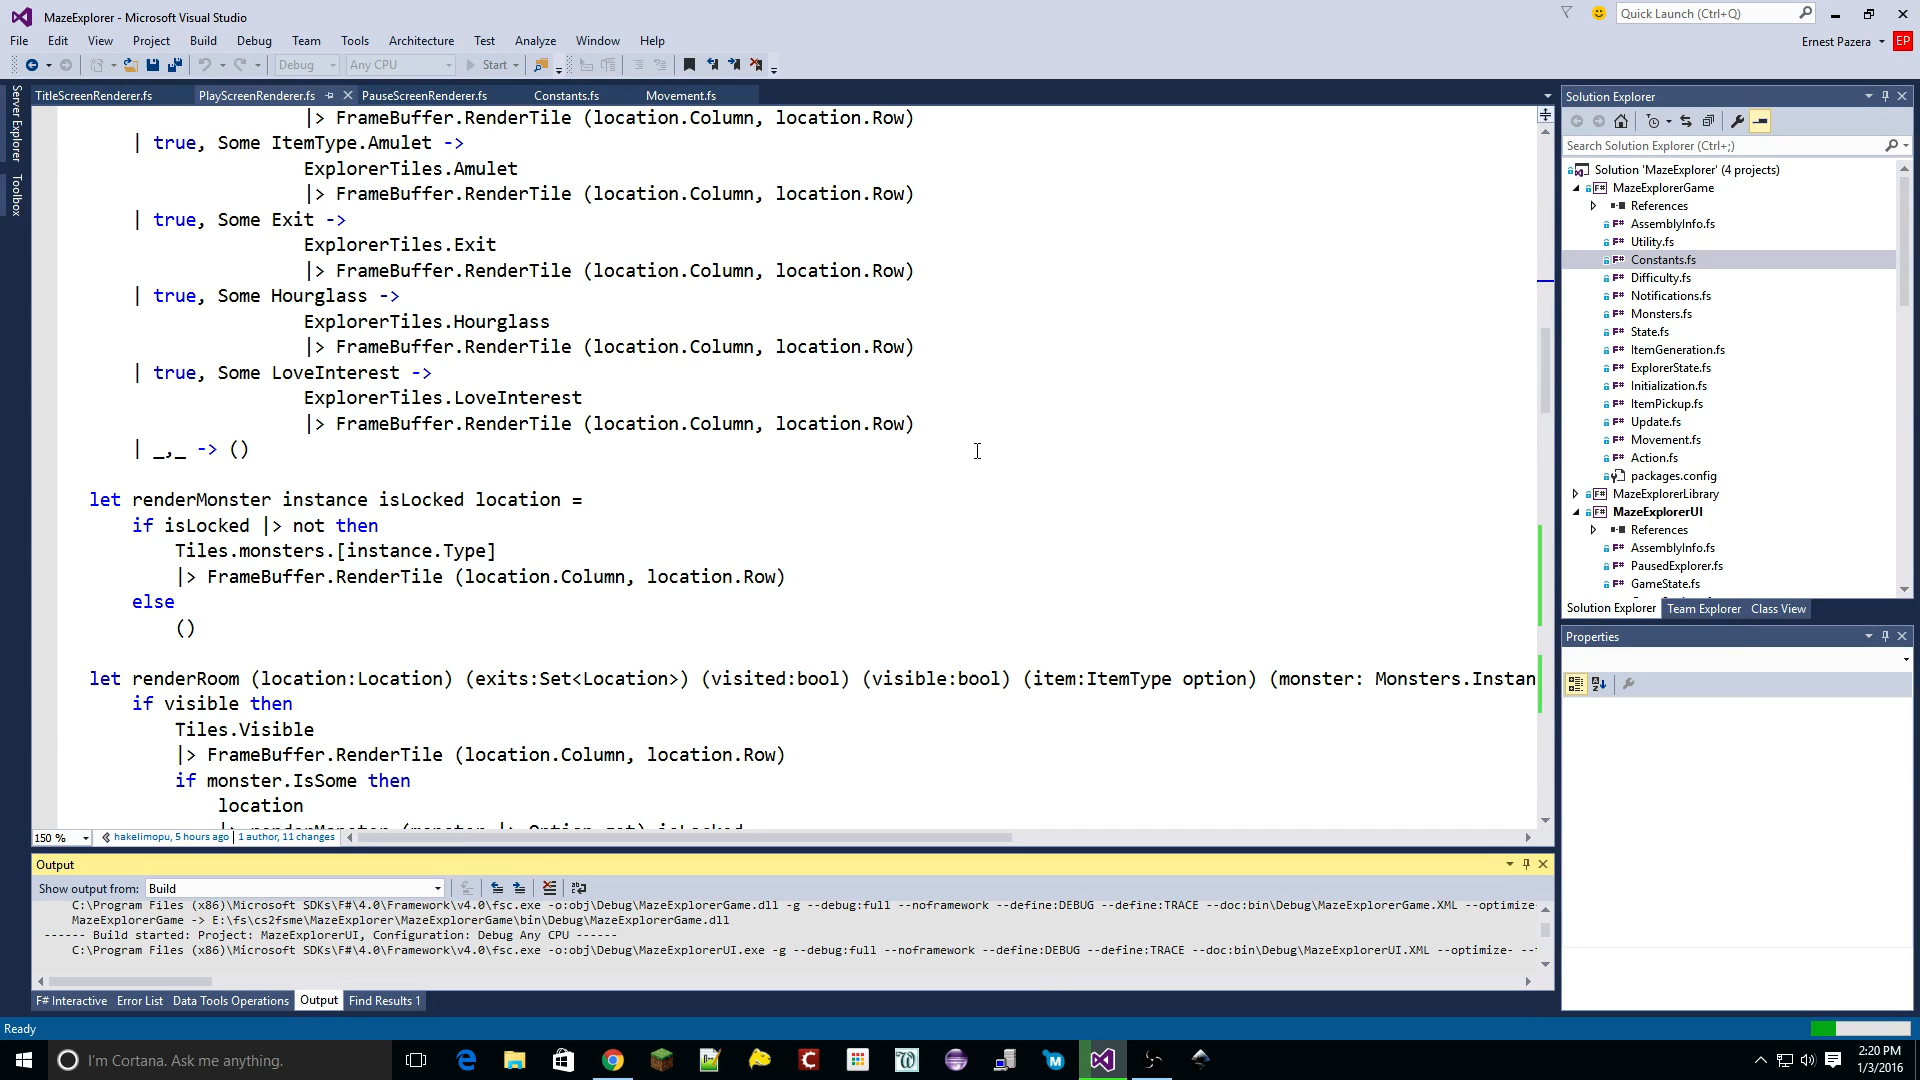 MazeExplorer - Microsoft Visual Studio
Quick Launch (Ctrl+Q)
File Edit View Project Build Debug Team Tools Architecture Test Analyze Window Help
Ernest Pazera EP
Debug Any CPU Start
Server Explorer
Toolbox
TitleScreenRenderer.fs PlayScreenRenderer.fs PauseScreenRenderer.fs Constants.fs Movement.fs
|> FrameBuffer.RenderTile (location.Column, location.Row)
| true, Some ItemType.Amulet ->
ExplorerTiles.Amulet
|> FrameBuffer.RenderTile (location.Column, location.Row)
| true, Some Exit ->
ExplorerTiles.Exit
|> FrameBuffer.RenderTile (location.Column, location.Row)
| true, Some Hourglass ->
ExplorerTiles.Hourglass
|> FrameBuffer.RenderTile (location.Column, location.Row)
| true, Some LoveInterest ->
ExplorerTiles.LoveInterest
|> FrameBuffer.RenderTile (location.Column, location.Row)
| _,_ -> ()
let renderMonster instance isLocked location =
if isLocked |> not then
Tiles.monsters.[instance.Type]
|> FrameBuffer.RenderTile (location.Column, location.Row)
else
()
let renderRoom (location:Location) (exits:Set<Location>) (visited:bool) (visible:bool) (item:ItemType option) (monster: Monsters.Instan
if visible then
Tiles.Visible
|> FrameBuffer.RenderTile (location.Column, location.Row)
if monster.IsSome then
location
|> renderMonster (monster |> Option.get) isLocked
150 % hakelimopu, 5 hours ago | 1 author, 11 changes
Output
Show output from: Build
C:\Program Files (x86)\Microsoft SDKs\F#\4.0\Framework\v4.0\fsc.exe -o:obj\Debug\MazeExplorerGame.dll -g --debug:full --noframework --define:DEBUG --define:TRACE --doc:bin\Debug\MazeExplorerGame.XML --optimize-
MazeExplorerGame -> E:\fs\cs2fsme\MazeExplorer\MazeExplorerGame\bin\Debug\MazeExplorerGame.dll
------ Build started: Project: MazeExplorerUI, Configuration: Debug Any CPU ------
C:\Program Files (x86)\Microsoft SDKs\F#\4.0\Framework\v4.0\fsc.exe -o:obj\Debug\MazeExplorerUI.exe -g --debug:full --noframework --define:DEBUG --define:TRACE --doc:bin\Debug\MazeExplorerUI.XML --optimize- --
F# Interactive Error List Data Tools Operations Output Find Results 1
Solution Explorer
Search Solution Explorer (Ctrl+;)
Solution 'MazeExplorer' (4 projects)
MazeExplorerGame
References
AssemblyInfo.fs
Utility.fs
Constants.fs
Difficulty.fs
Notifications.fs
Monsters.fs
State.fs
ItemGeneration.fs
ExplorerState.fs
Initialization.fs
ItemPickup.fs
Update.fs
Movement.fs
Action.fs
packages.config
MazeExplorerLibrary
MazeExplorerUI
References
AssemblyInfo.fs
PausedExplorer.fs
GameState.fs
Solution Explorer Team Explorer Class View
Properties
Ready
I'm Cortana. Ask me anything.
2:20 PM
1/3/2016